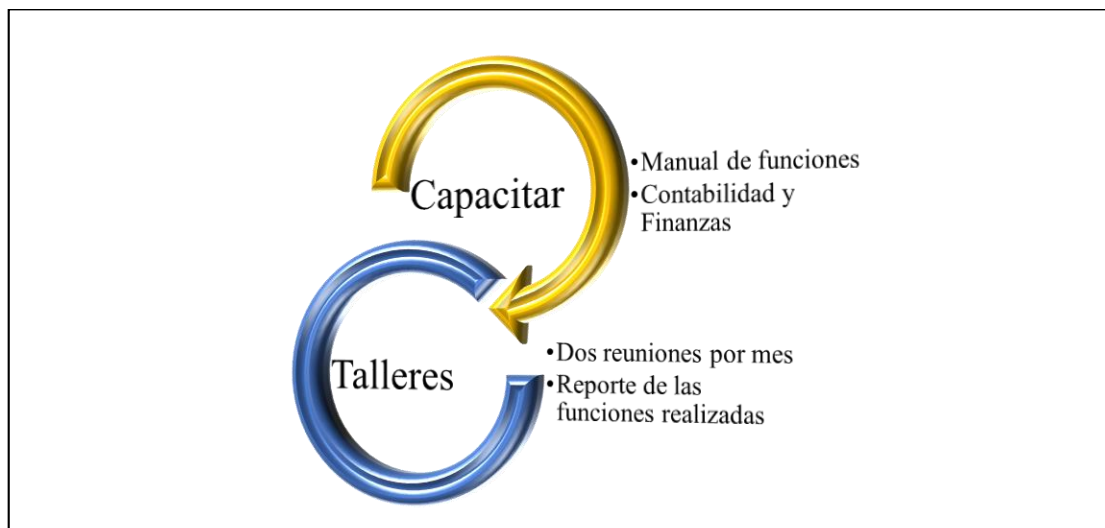 Capacitar
•Manual de funciones
•Contabilidad y
Finanzas
Talleres
•Dos reuniones por mes
•Reporte de las
funciones realizadas